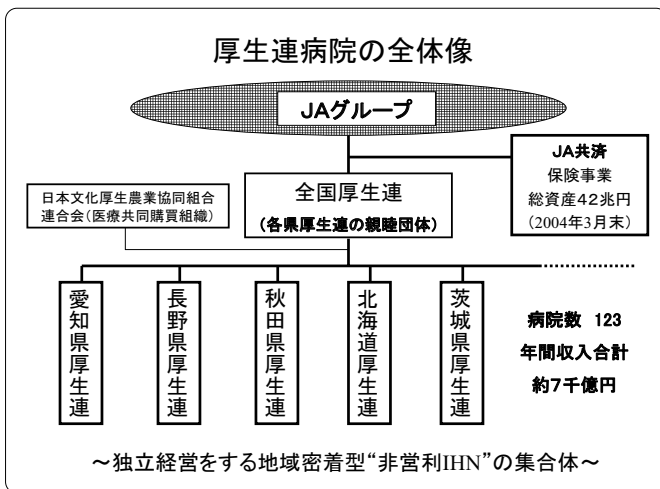 厚生連病院の全体像
JAグループ
JA共済
保険事業
総資産42兆円
(2004年3月末)
全国厚生連
(各県厚生連の親睦団体)
日本文化厚生農業協同組合
連合会(医療共同購買組織)
愛知県厚生連
長野県厚生連
秋田県厚生連
北海道厚生連
茨城県厚生連
病院数 123
年間収入合計
約7千億円
～独立経営をする地域密着型“非営利IHN”の集合体～